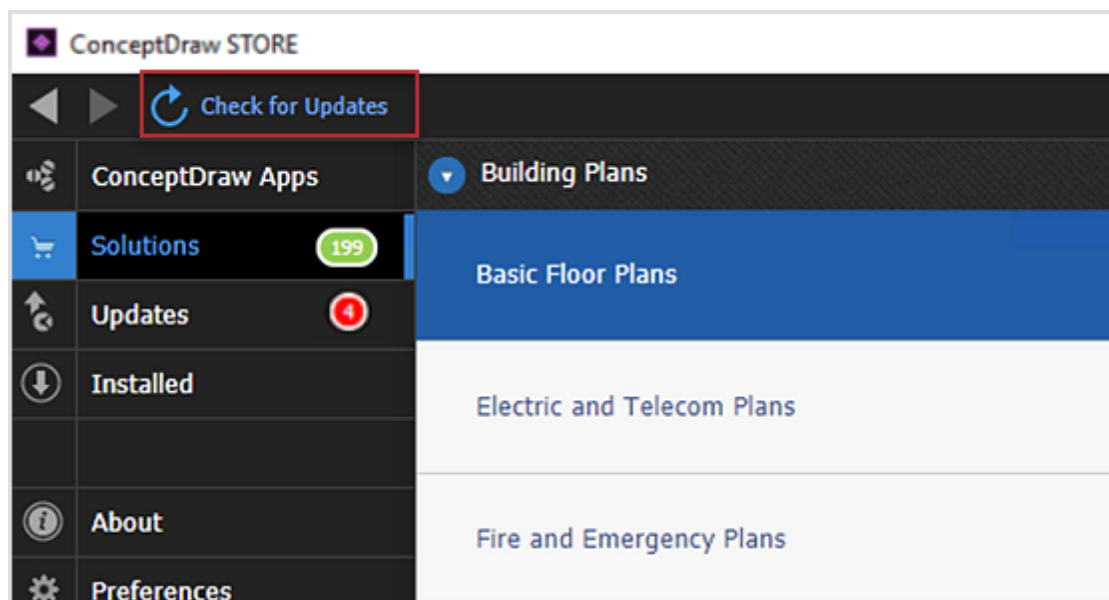 ConceptDraw STORE
Check for Updates
ConceptDraw Apps
Solutions 199
Updates 4
Installed
About
Preferences
Building Plans
Basic Floor Plans
Electric and Telecom Plans
Fire and Emergency Plans